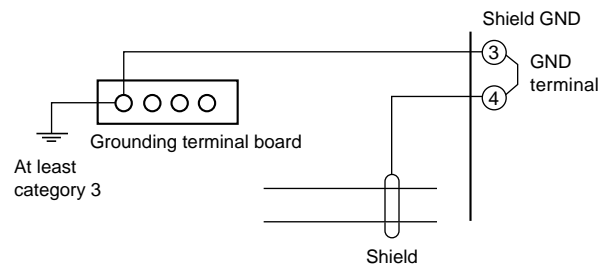 Shield GND
3
GND
terminal
4
Grounding terminal board
At least
category 3
Shield